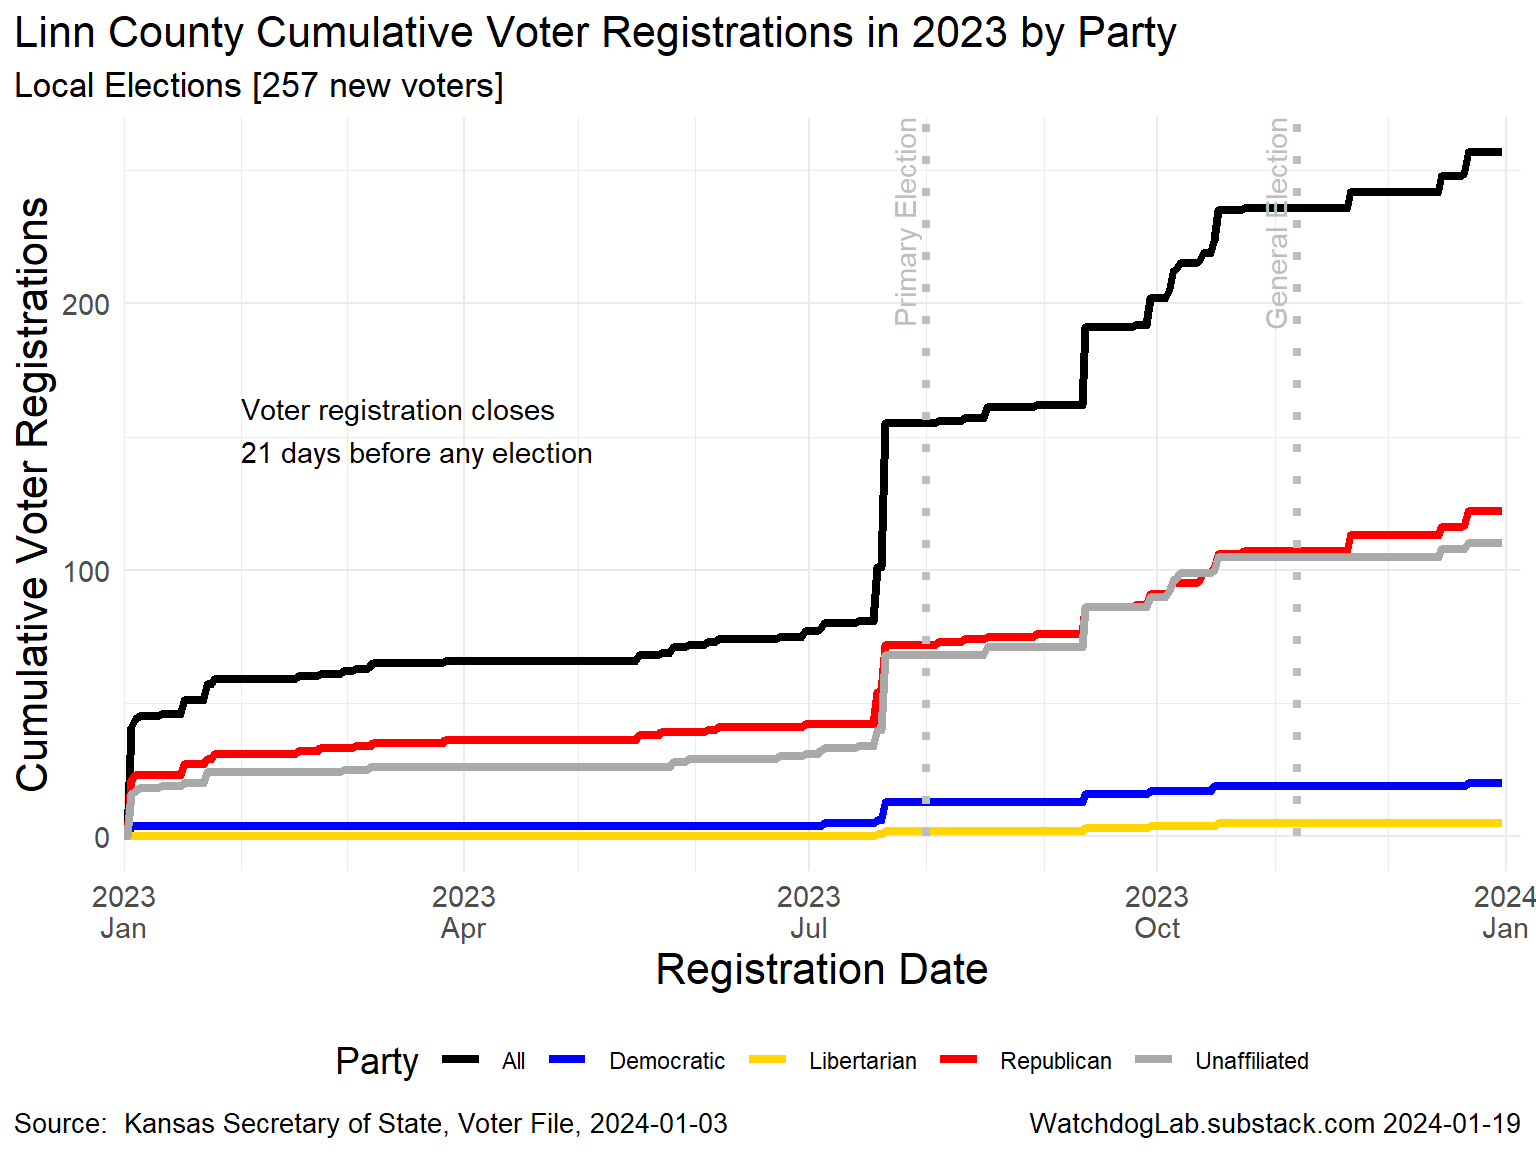 Linn County Cumulative Voter Registrations in 2023 by Party
Local Elections [257 new voters]
Cumulative Voter Registrations
200
100
0
Primary Election
General Election
Voter registration closes
21 days before any election
2023 2023 2023 2023 2024
Jan Apr Jul Oct Jan
Registration Date
Party All Democratic Libertarian Republican Unaffiliated
Source:  Kansas Secretary of State, Voter File, 2024-01-03 WatchdogLab.substack.com 2024-01-19